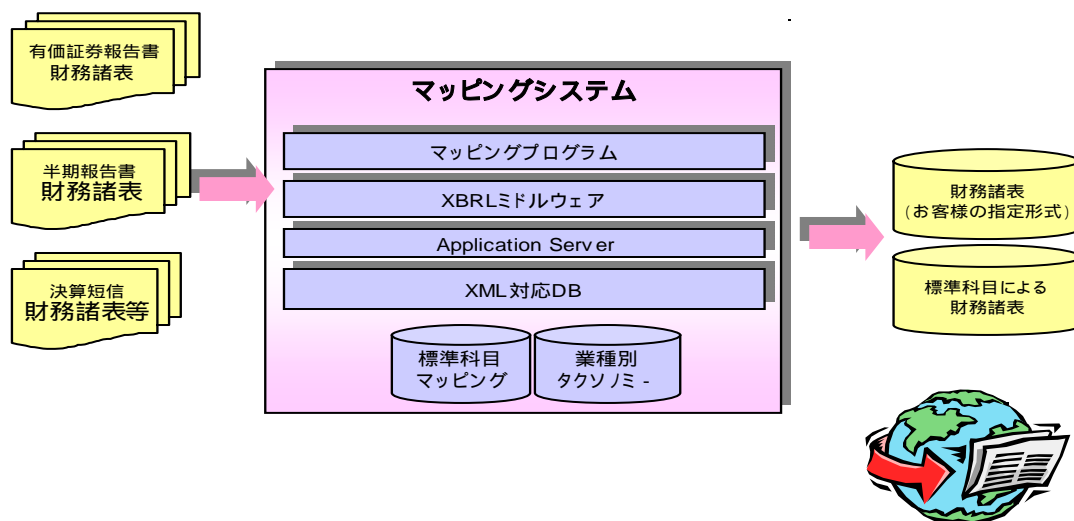 有価証券報告書
財務諸表
半期報告書
財務諸表
決算短信
財務諸表等
マッピングシステム
マッピングプログラム
XBRLミドルウェア
Application Server
XML対応DB
標準科目
マッピング
業種別
タクソノミ-
財務諸表
(お客様の指定形式)
標準科目による
財務諸表